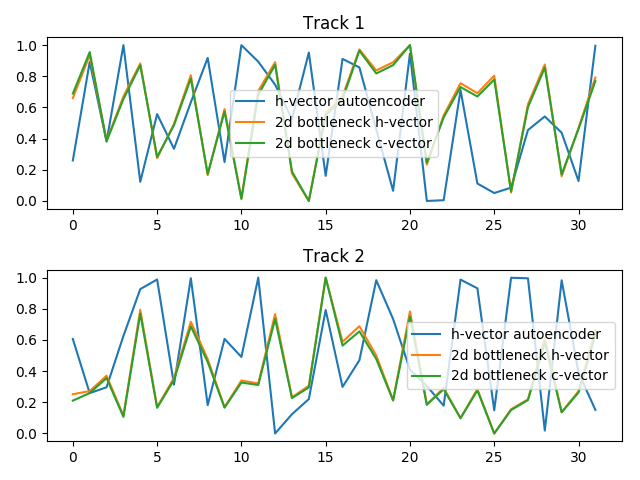 Track 1
1.0
0.8
0.6
0.4
0.2
0.0
h-vector autoencoder
2d bottleneck h-vector
2d bottleneck c-vector
0 5 10 15 20 25 30
Track 2
1.0
0.8
0.6
0.4
0.2
0.0
h-vector autoencoder
2d bottleneck h-vector
2d bottleneck c-vector
0 5 10 15 20 25 30